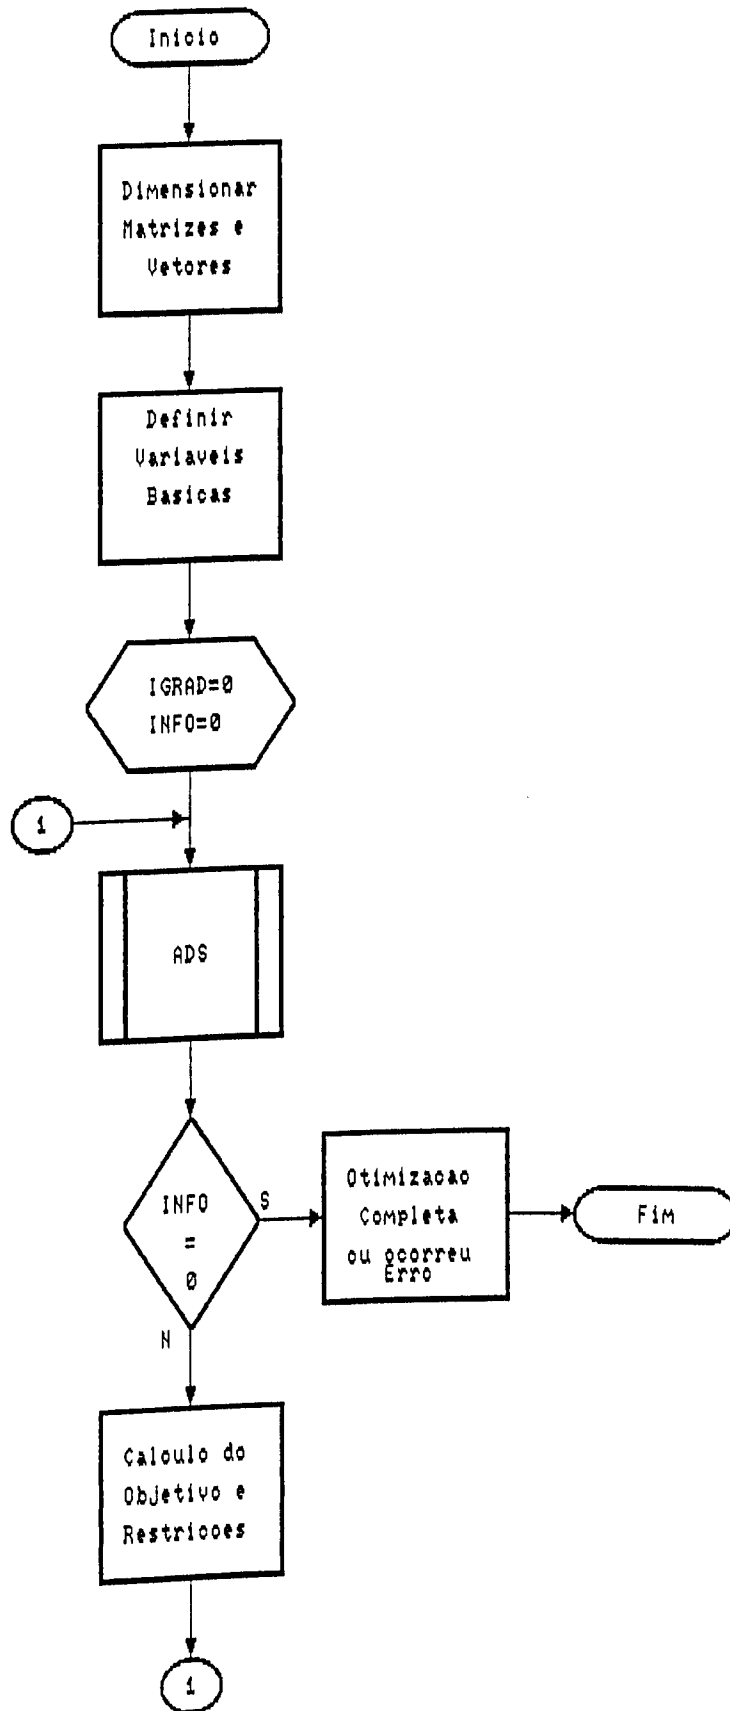 Inicio
Dimensionar
Matrizes e
Vetores
Definir
Variaveis
Basicas
IGRAD=0
INFO=0
1
ADS
INFO
=
0
S
N
Otimizacao
Completa
ou ocorreu
Erro
Fim
Calculo do
Objetivo e
Restricoes
1